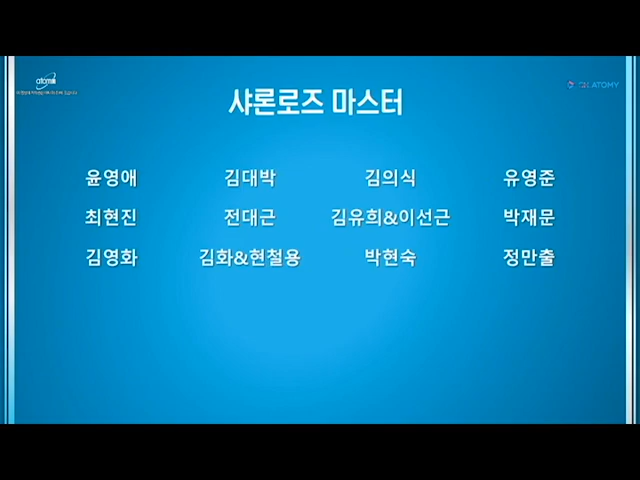 atomy
CH.ATOMY
샤론로즈 마스터
윤영애 김대박 김의식 유영준
최현진 전대근 김유희&이선근 박재문
김영화 김화&현철용 박현숙 정만출